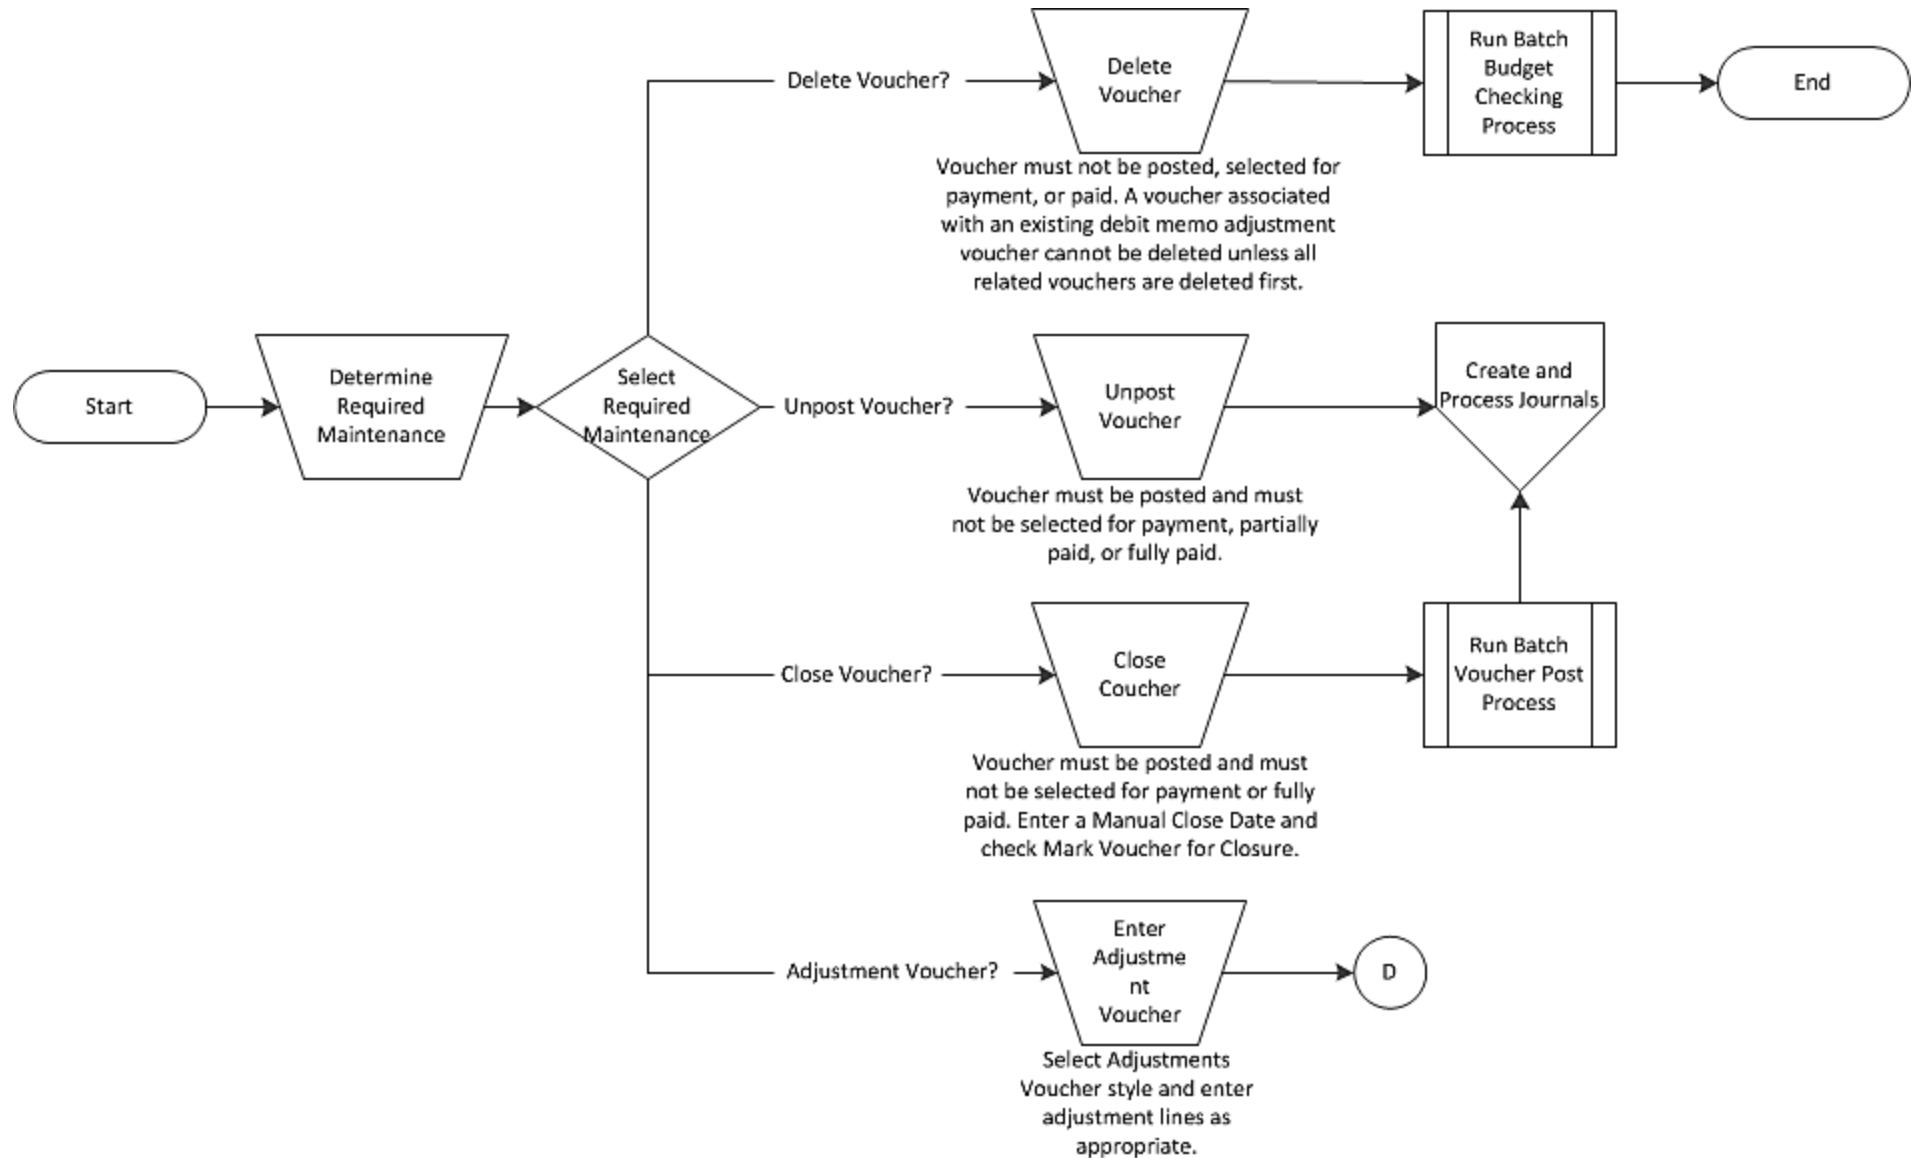 Delete Voucher?
Delete
Voucher
Run Batch
Budget
Checking
Process
End
Voucher must not be posted, selected for
payment, or paid. A voucher associated
with an existing debit memo adjustment
voucher cannot be deleted unless all
related vouchers are deleted first.
Start
Determine
Required
Maintenance
Select
Required
Maintenance
Unpost Voucher?
Unpost
Voucher
Create and
Process Journals
Voucher must be posted and must
not be selected for payment, partially
paid, or fully paid.
Close Voucher?
Close
Coucher
Run Batch
Voucher Post
Process
Voucher must be posted and must
not be selected for payment or fully
paid. Enter a Manual Close Date and
check Mark Voucher for Closure.
Adjustment Voucher?
Enter
Adjustme
nt
Voucher
D
Select Adjustments
Voucher style and enter
adjustment lines as
appropriate.